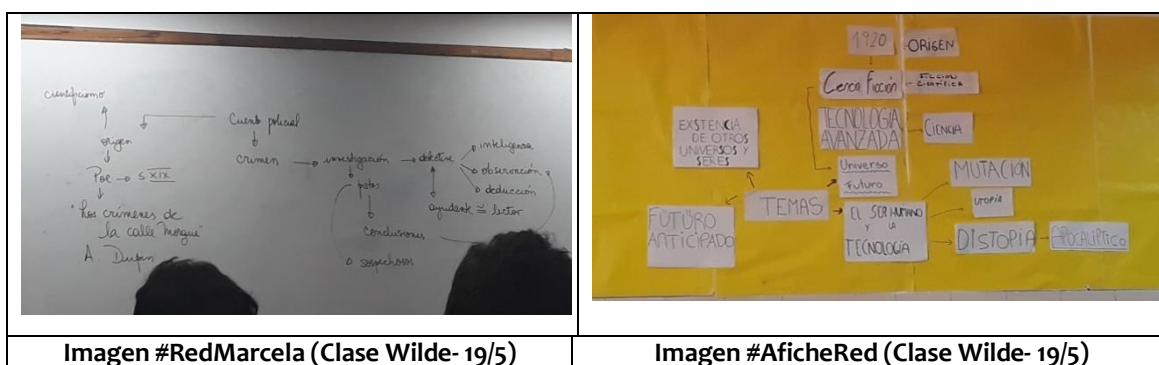 Cientificismo
Cuento policial
origen
crimen
investigación
detective
inteligencia
observación
deducción
Poe
S XIX
pistas
ayudante ≅ lector
"Los crímenes de
la calle Morgue"
Conclusiones
A. Dupin
sospechosos
1920
ORIGEN
Ciencia Ficción
FICCIÓN
CIENTÍFICA
TECNOLOGÍA
AVANZADA
CIENCIA
EXISTENCIA
DE OTROS
UNIVERSOS Y
SERES
Universo
Futuro
MUTACIÓN
UTOPÍA
TEMAS
EL SER HUMANO
Y LA
TECNOLOGÍA
FUTURO
ANTICIPADO
DISTOPÍA
APOCALIPTICO
Imagen #RedMarcela (Clase Wilde- 19/5)
Imagen #AficheRed (Clase Wilde- 19/5)